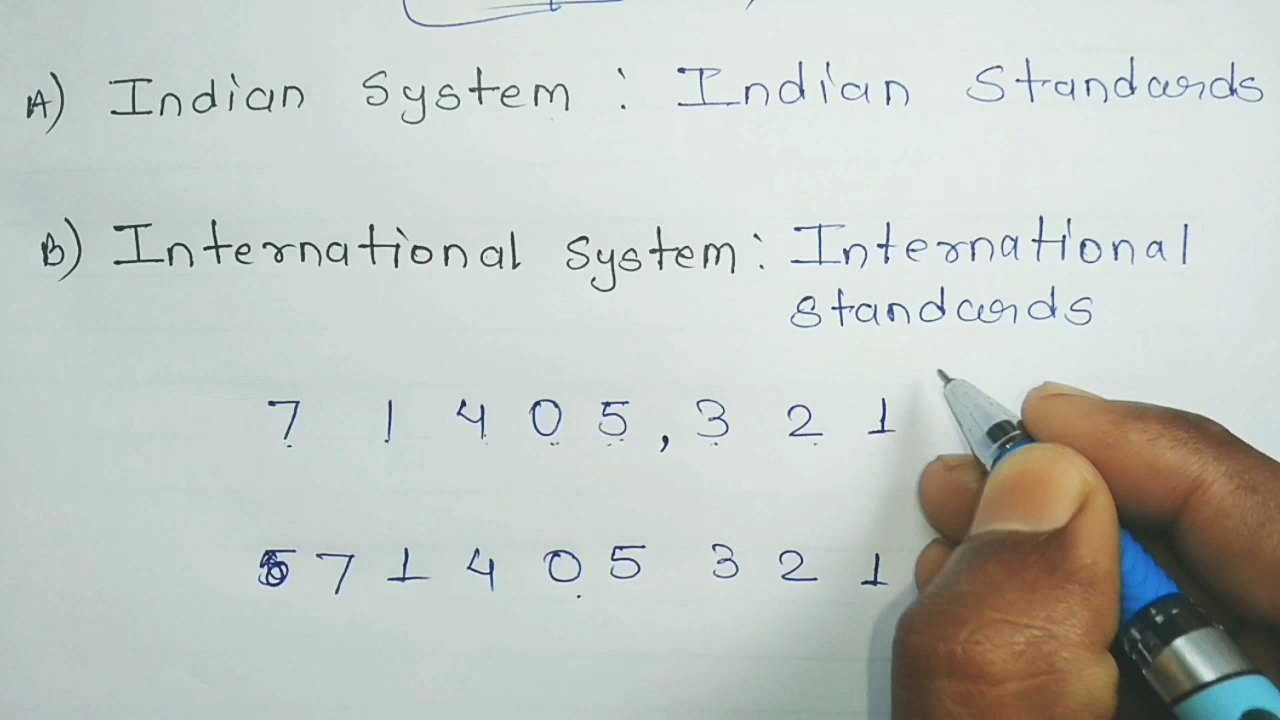 A) Indian System : Indian Standards
B) International System : International
Standards
7 1 4 0 5 , 3 2 1
7 1 4 0 5 3 2 1